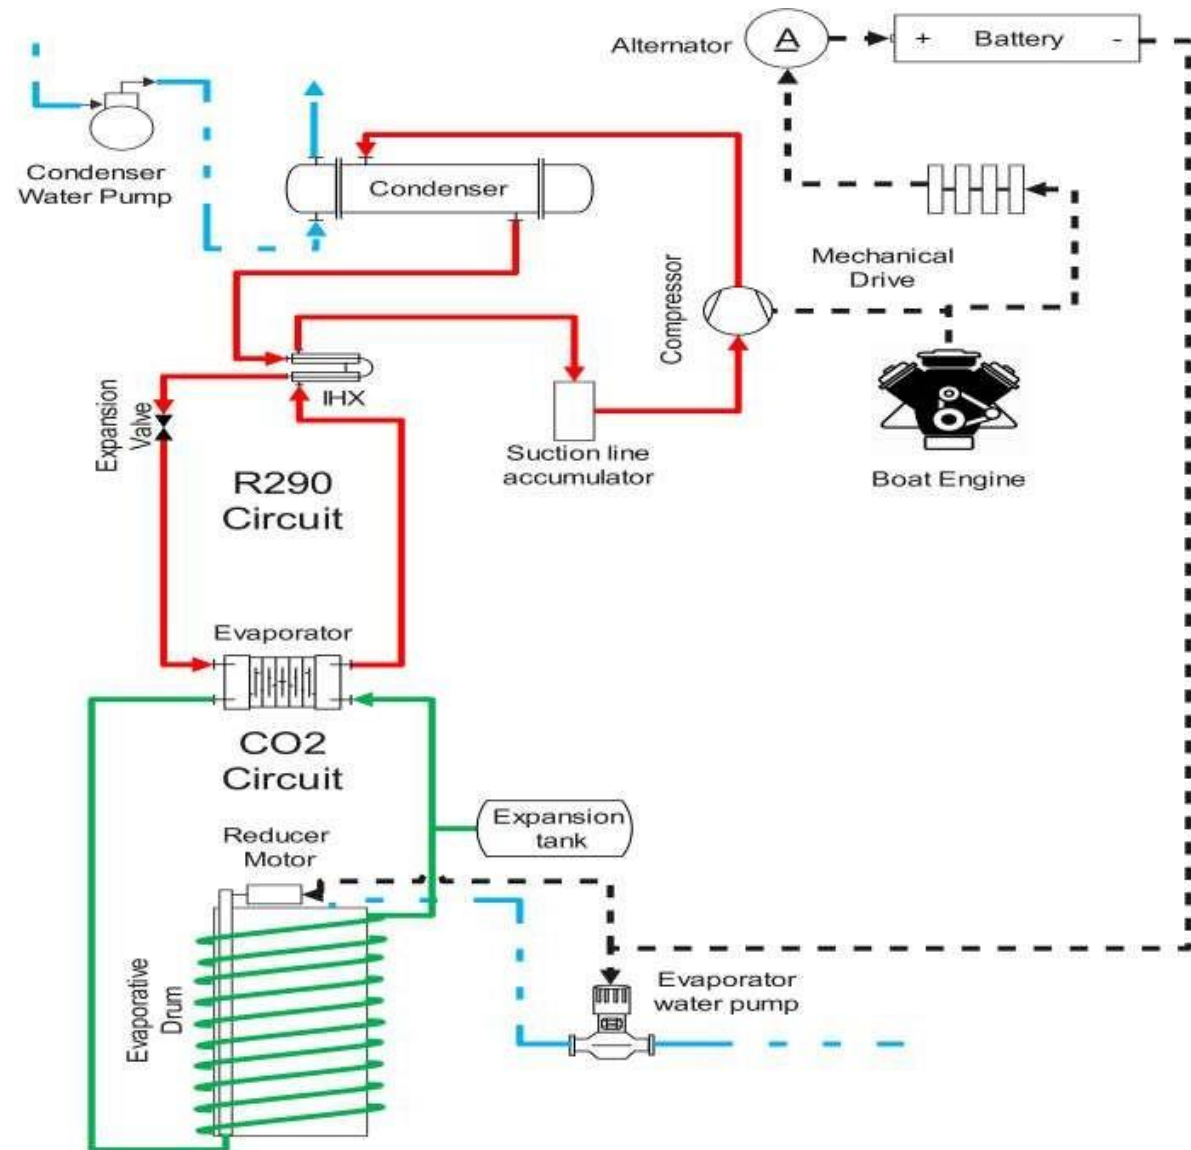 Alternator
A
+ Battery -
Condenser
Water Pump
Condenser
Mechanical
Drive
Compressor
IHX
Expansion
Valve
Suction line
accumulator
Boat Engine
R290
Circuit
Evaporator
CO2
Circuit
Expansion
tank
Reducer
Motor
Evaporative
Drum
Evaporator
water pump